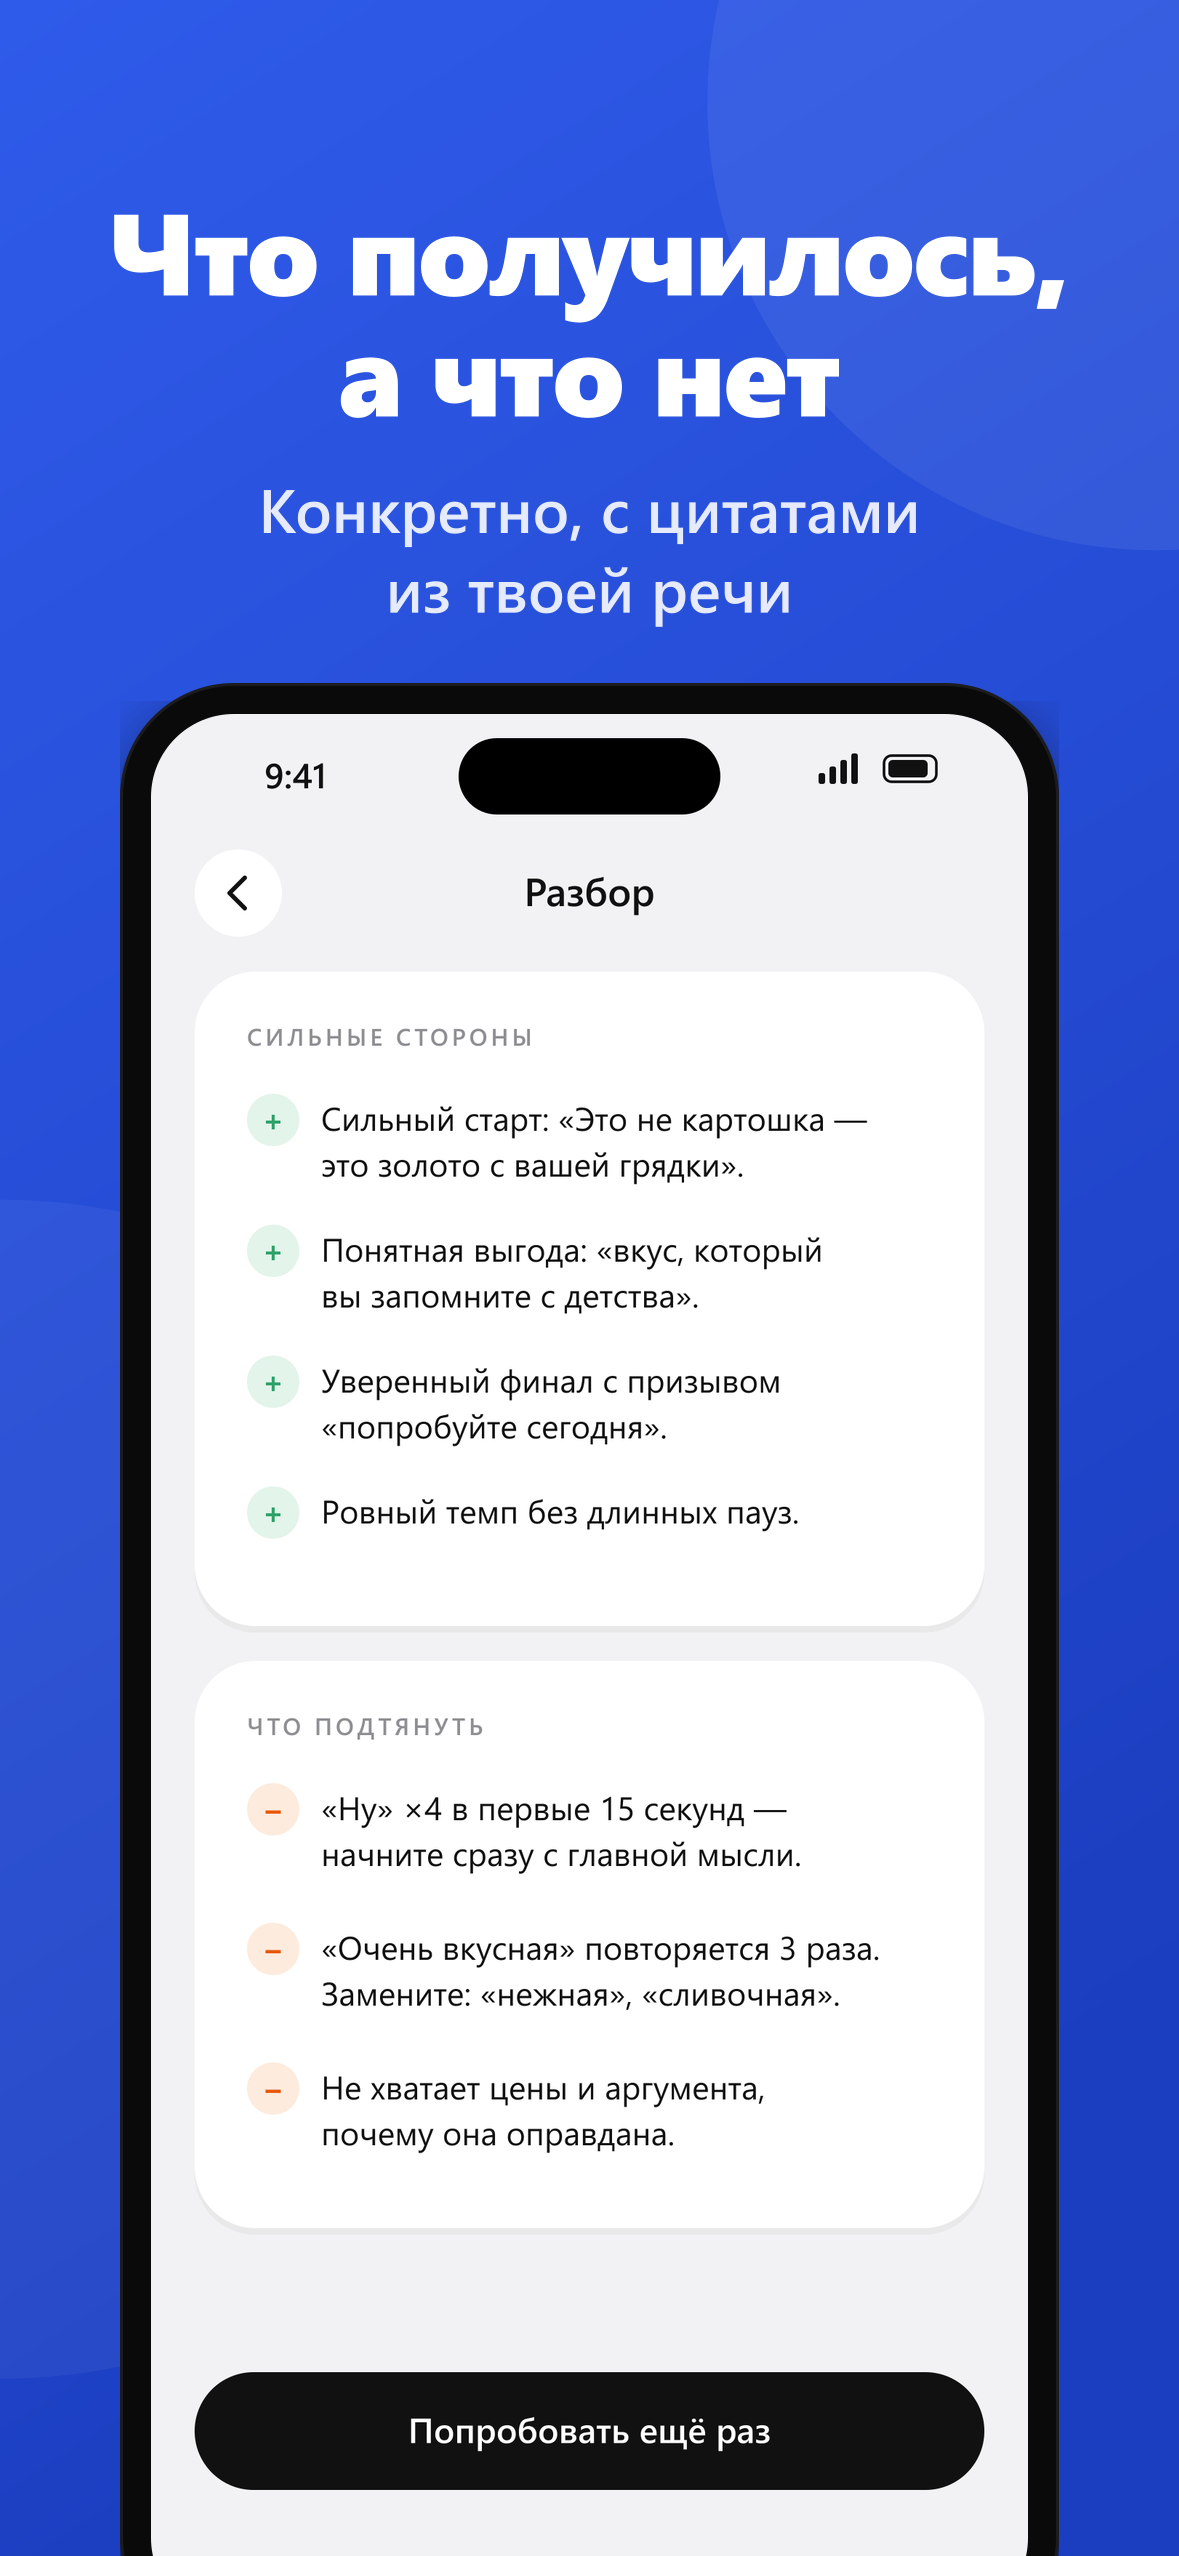 Что получилось,
а что нет
Конкретно, с цитатами
из твоей речи
9:41
Разбор
СИЛЬНЫЕ СТОРОНЫ
+ Сильный старт: «Это не картошка —
это золото с вашей грядки».
+ Понятная выгода: «вкус, который
вы запомните с детства».
+ Уверенный финал с призывом
«попробуйте сегодня».
+ Ровный темп без длинных пауз.
ЧТО ПОДТЯНУТЬ
– «Ну» ×4 в первые 15 секунд —
начните сразу с главной мысли.
– «Очень вкусная» повторяется 3 раза.
Замените: «нежная», «сливочная».
– Не хватает цены и аргумента,
почему она оправдана.
Попробовать ещё раз